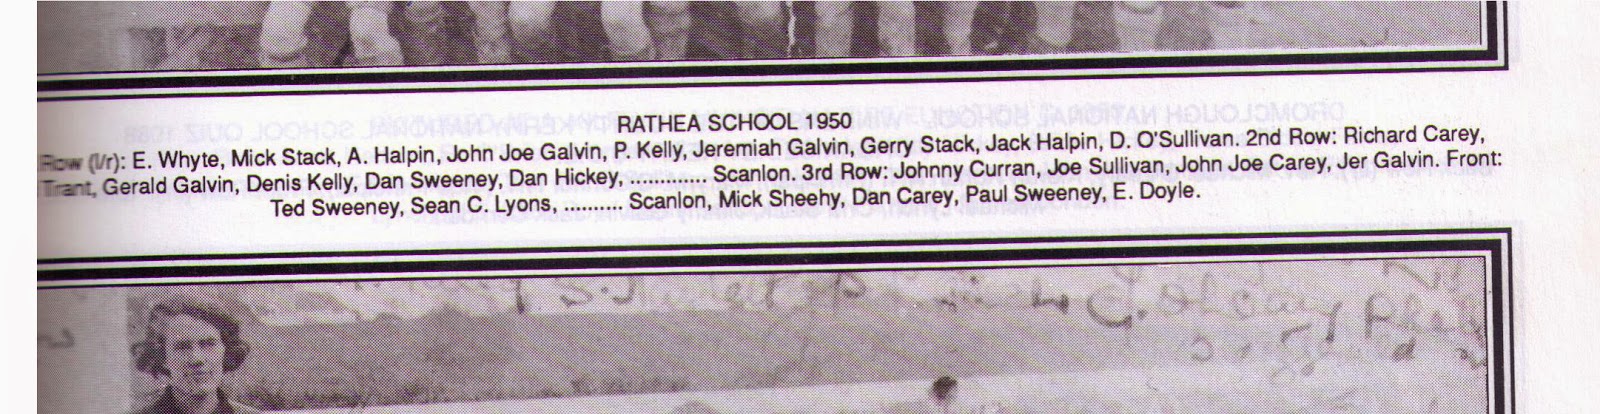 RATHEA SCHOOL 1950
Row (l/r): E. Whyte, Mick Stack, A. Halpin, John Joe Galvin, P. Kelly, Jeremiah Galvin, Gerry Stack, Jack Halpin, D. O'Sullivan. 2nd Row: Richard Carey,
Trant, Gerald Galvin, Denis Kelly, Dan Sweeney, Dan Hickey, .............. Scanlon. 3rd Row: Johnny Curran, Joe Sullivan, John Joe Carey, Jer Galvin. Front:
Ted Sweeney, Sean C. Lyons, .......... Scanlon, Mick Sheehy, Dan Carey, Paul Sweeney, E. Doyle.